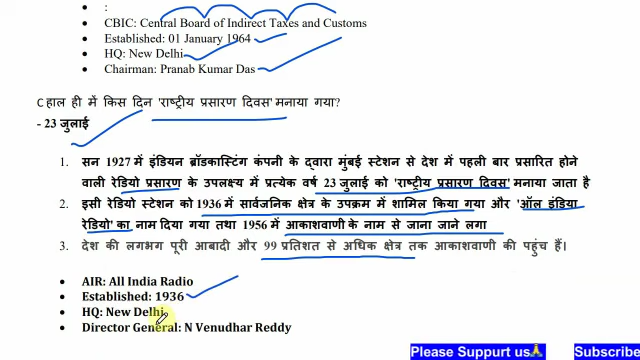 :
CBIC: Central Board of Indirect Taxes and Customs
Established: 01 January 1964
HQ: New Delhi
Chairman: Pranab Kumar Das
Cहाल ही में किस दिन 'राष्ट्रीय प्रसारण दिवस' मनाया गया?
- 23 जुलाई
1. सन 1927 में इंडियन ब्रॉडकास्टिंग कंपनी के द्वारा मुंबई स्टेशन से देश में पहली बार प्रसारित होने
वाली रेडियो प्रसारण के उपलक्ष्य में प्रत्येक वर्ष 23 जुलाई को 'राष्ट्रीय प्रसारण दिवस' मनाया जाता है
2. इसी रेडियो स्टेशन को 1936 में सार्वजनिक क्षेत्र के उपक्रम में शामिल किया गया और 'ऑल इंडिया
रेडियो' का नाम दिया गया तथा 1956 में आकाशवाणी के नाम से जाना जाने लगा
3. देश की लगभग पूरी आबादी और 99 प्रतिशत से अधिक क्षेत्र तक आकाशवाणी की पहुंच हैं।
AIR: All India Radio
Established: 1936
HQ: New Delhi
Director General: N Venudhar Reddy
Please Suppurt us🙏 Subscribe